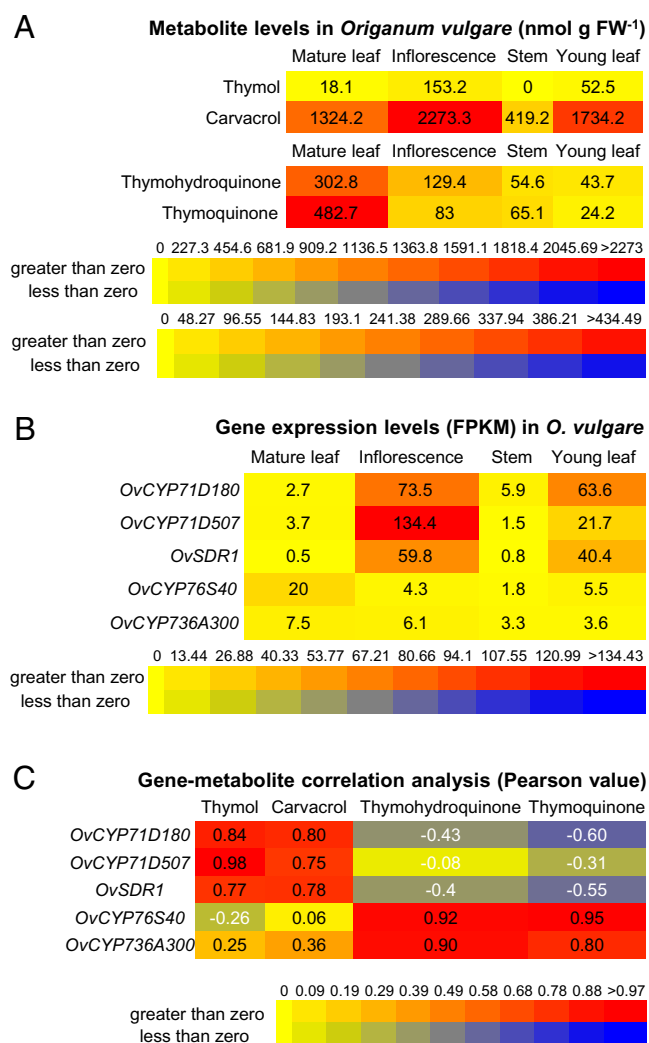 A
Metabolite levels in Origanum vulgare (nmol g FW-1)
Mature leaf Inflorescence Stem Young leaf
Thymol 18.1 153.2 0 52.5
Carvacrol 1324.2 2273.3 419.2 1734.2
Mature leaf Inflorescence Stem Young leaf
Thymohydroquinone 302.8 129.4 54.6 43.7
Thymoquinone 482.7 83 65.1 24.2
0 227.3 454.6 681.9 909.2 1136.5 1363.8 1591.1 1818.4 2045.69 >2273
greater than zero
less than zero
0 48.27 96.55 144.83 193.1 241.38 289.66 337.94 386.21 >434.49
greater than zero
less than zero
B
Gene expression levels (FPKM) in O. vulgare
Mature leaf Inflorescence Stem Young leaf
OvCYP71D180 2.7 73.5 5.9 63.6
OvCYP71D507 3.7 134.4 1.5 21.7
OvSDR1 0.5 59.8 0.8 40.4
OvCYP76S40 20 4.3 1.8 5.5
OvCYP736A300 7.5 6.1 3.3 3.6
0 13.44 26.88 40.33 53.77 67.21 80.66 94.1 107.55 120.99 >134.43
greater than zero
less than zero
C
Gene-metabolite correlation analysis (Pearson value)
Thymol Carvacrol Thymohydroquinone Thymoquinone
OvCYP71D180 0.84 0.80 -0.43 -0.60
OvCYP71D507 0.98 0.75 -0.08 -0.31
OvSDR1 0.77 0.78 -0.4 -0.55
OvCYP76S40 -0.26 0.06 0.92 0.95
OvCYP736A300 0.25 0.36 0.90 0.80
0 0.09 0.19 0.29 0.39 0.49 0.58 0.68 0.78 0.88 >0.97
greater than zero
less than zero